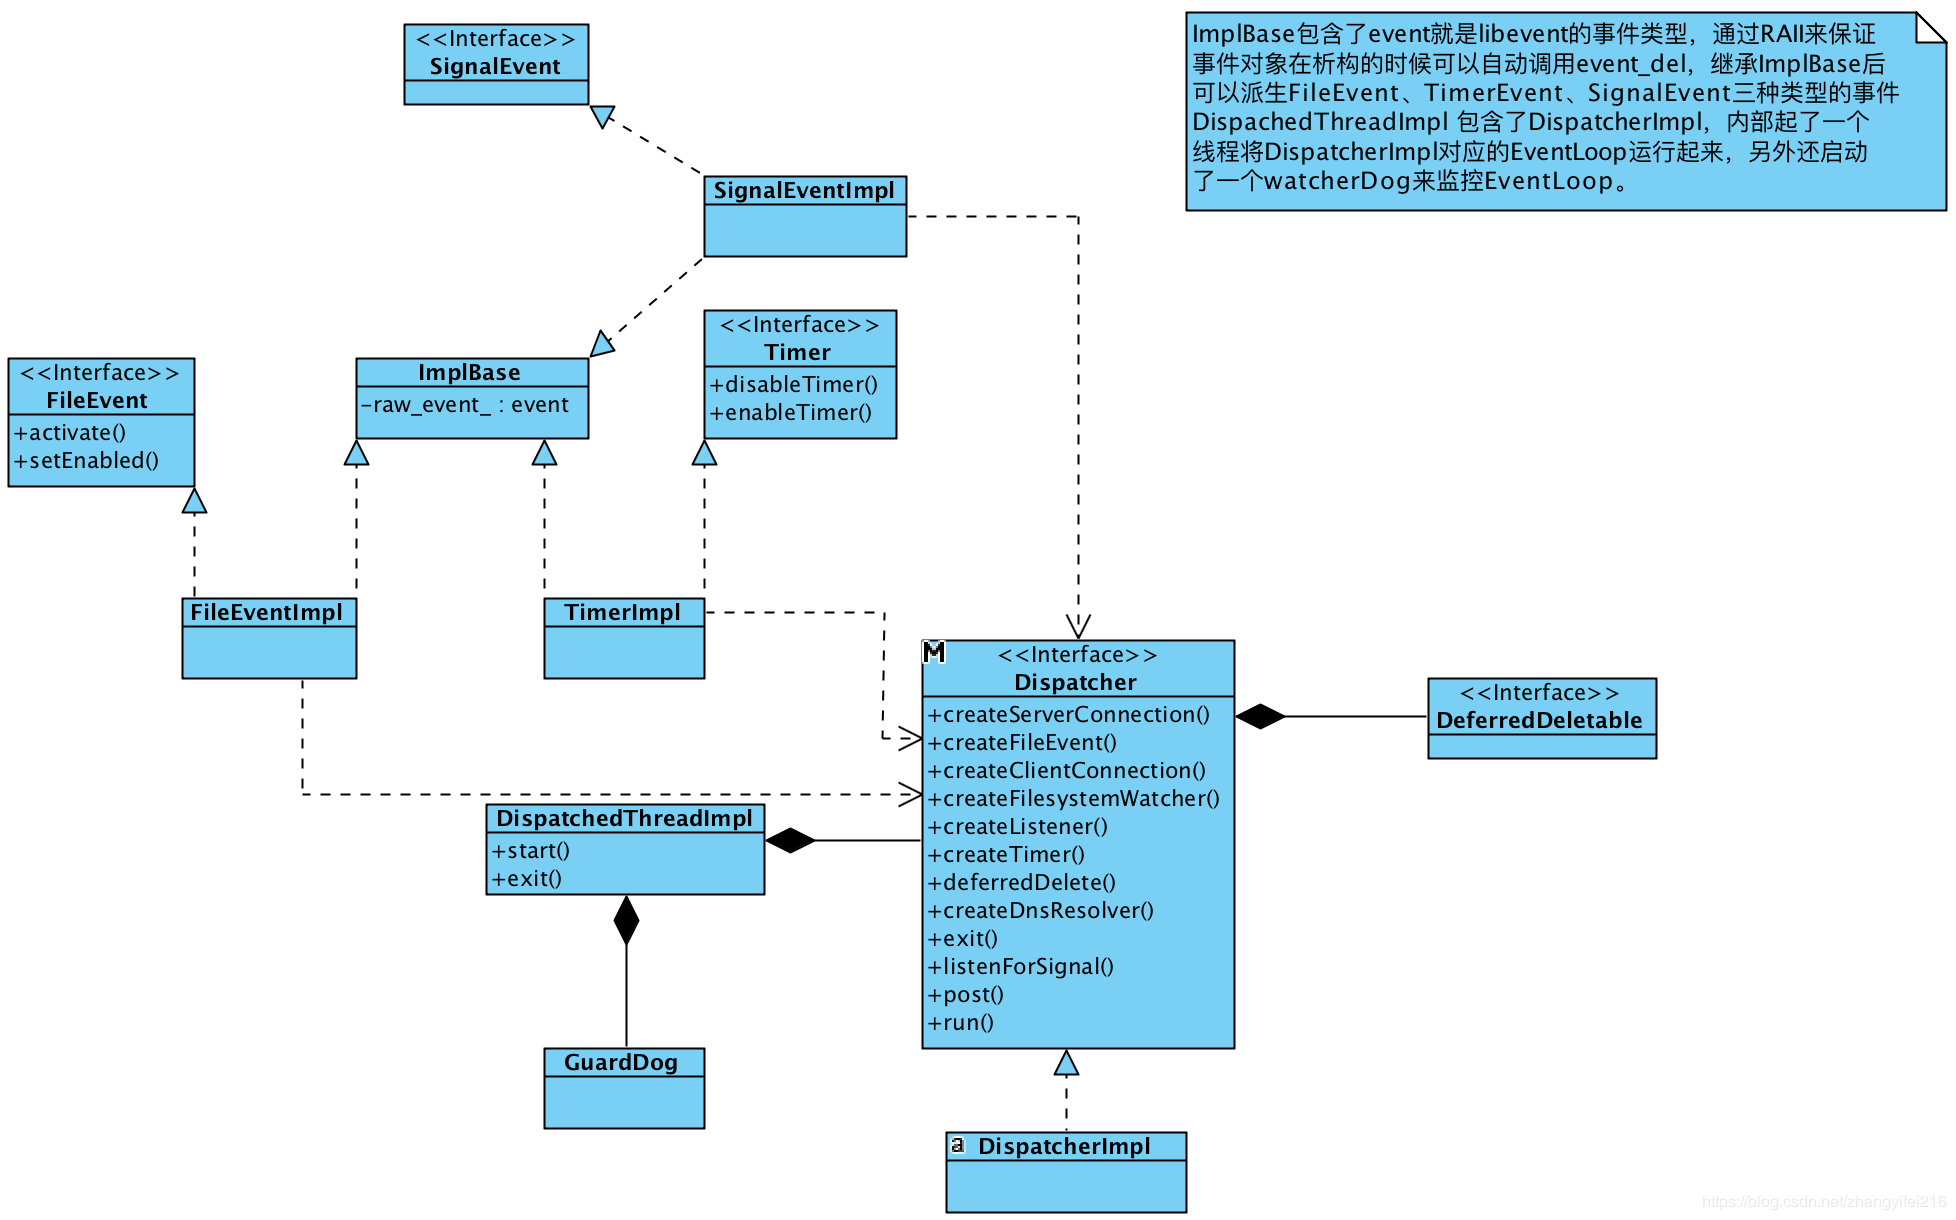 <<Interface>>
SignalEvent
ImplBase包含了event就是libevent的事件类型，通过RAII来保证
事件对象在析构的时候可以自动调用event_del，继承ImplBase后
可以派生FileEvent、TimerEvent、SignalEvent三种类型的事件
DispachedThreadImpl 包含了DispatcherImpl，内部起了一个
线程将DispatcherImpl对应的EventLoop运行起来，另外还启动
了一个watcherDog来监控EventLoop。
SignalEventImpl
<<Interface>>
Timer
+disableTimer()
+enableTimer()
<<Interface>>
FileEvent
+activate()
+setEnabled()
ImplBase
-raw_event_ : event
FileEventImpl
TimerImpl
M
<<Interface>>
Dispatcher
+createServerConnection()
+createFileEvent()
+createClientConnection()
+createFilesystemWatcher()
+createListener()
+createTimer()
+deferredDelete()
+createDnsResolver()
+exit()
+listenForSignal()
+post()
+run()
<<Interface>>
DeferredDeletable
DispatchedThreadImpl
+start()
+exit()
GuardDog
a DispatcherImpl
https://blog.csdn.net/zhangyifei216